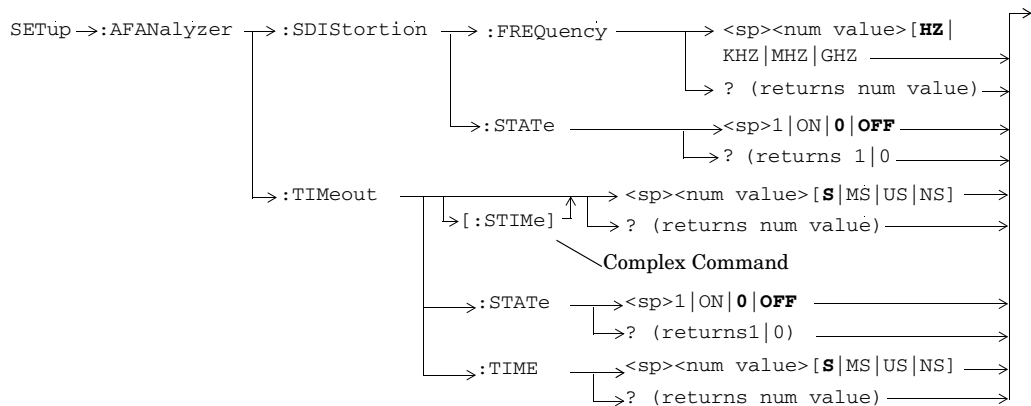 SETup :AFANalyzer :SDIStortion :FREQuency <sp><num value>[HZ|
KHZ|MHZ|GHZ
? (returns num value)
:STATe <sp>1|ON|0|OFF
? (returns 1|0
:TIMeout <sp><num value>[S|MS|US|NS]
[:STIMe] ? (returns num value)
Complex Command
:STATe <sp>1|ON|0|OFF
? (returns1|0)
:TIME <sp><num value>[S|MS|US|NS]
? (returns num value)